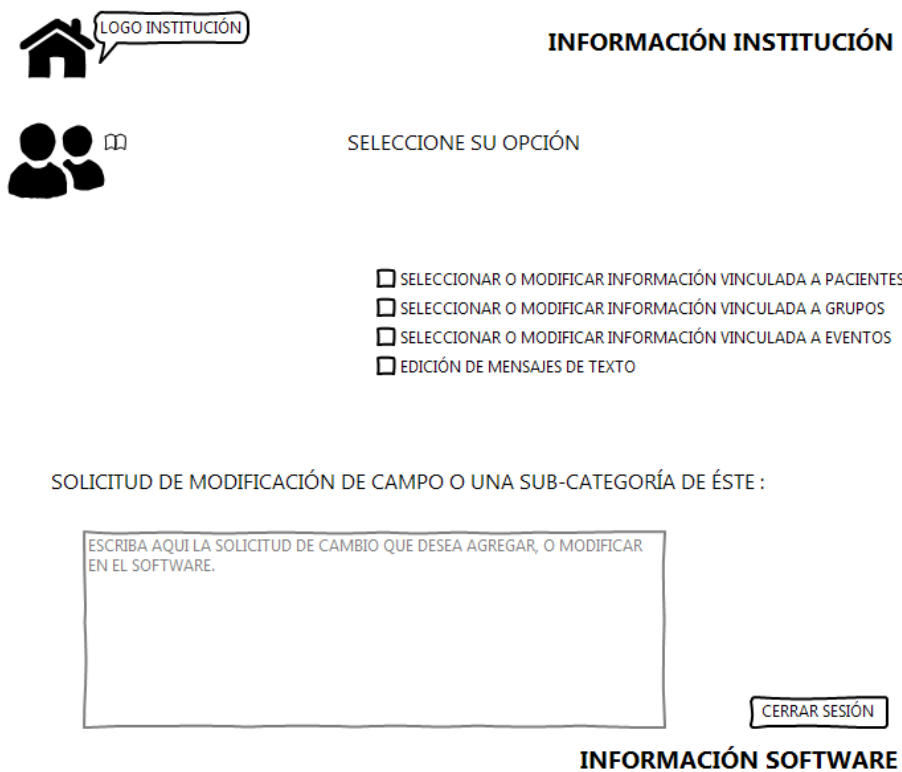 LOGO INSTITUCIÓN
INFORMACIÓN INSTITUCIÓN
SELECCIONE SU OPCIÓN
SELECCIONAR O MODIFICAR INFORMACIÓN VINCULADA A PACIENTES
SELECCIONAR O MODIFICAR INFORMACIÓN VINCULADA A GRUPOS
SELECCIONAR O MODIFICAR INFORMACIÓN VINCULADA A EVENTOS
EDICIÓN DE MENSAJES DE TEXTO
SOLICITUD DE MODIFICACIÓN DE CAMPO O UNA SUB-CATEGORÍA DE ÉSTE :
ESCRIBA AQUI LA SOLICITUD DE CAMBIO QUE DESEA AGREGAR, O MODIFICAR
EN EL SOFTWARE.
CERRAR SESIÓN
INFORMACIÓN SOFTWARE